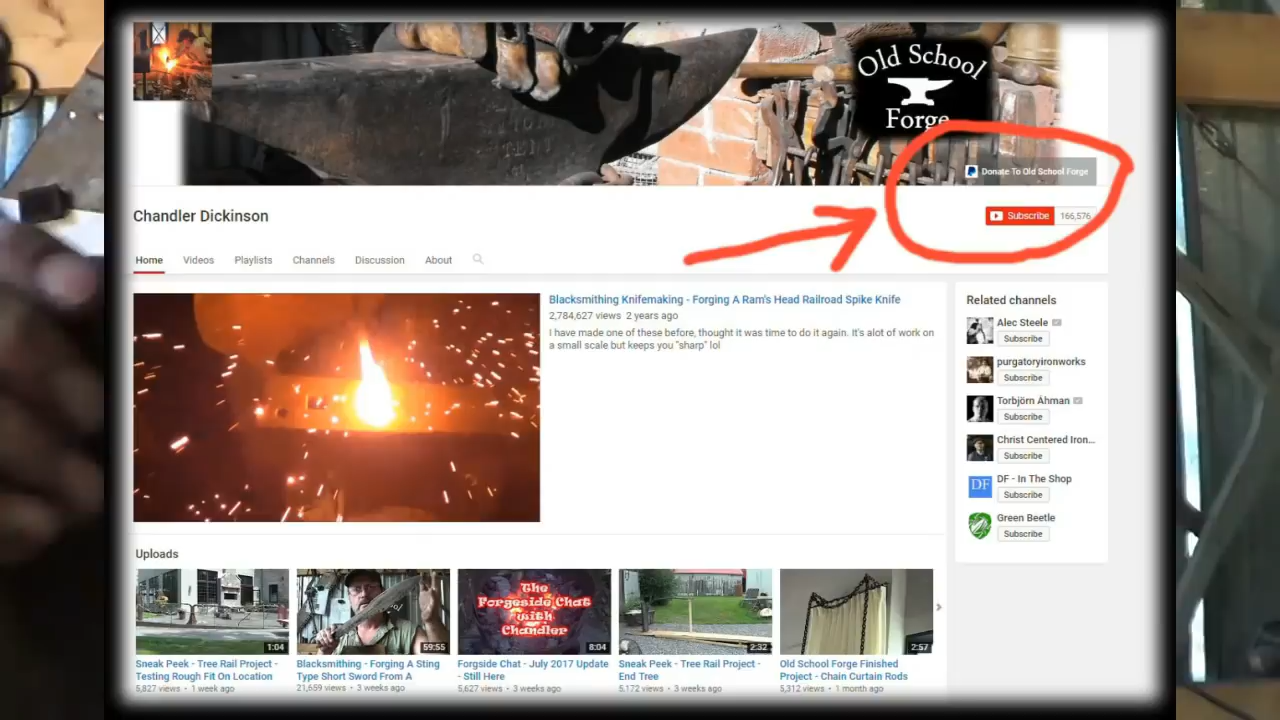 Old School
Forge
Donate To Old School Forge
Chandler Dickinson
Subscribe 166,576
Home Videos Playlists Channels Discussion About
Blacksmithing Knifemaking - Forging A Ram's Head Railroad Spike Knife
2,784,627 views 2 years ago
I have made one of these before, thought it was time to do it again. It's alot of work on
a small scale but keeps you "sharp" lol
Related channels
Alec Steele
Subscribe
purgatoryironworks
Subscribe
Torbjörn Åhman
Subscribe
Christ Centered Iron...
Subscribe
DF
DF - In The Shop
Subscribe
Green Beetle
Subscribe
Uploads
1:04
Sneak Peek - Tree Rail Project -
Testing Rough Fit On Location
5,827 views • 1 week ago
59:55
Blacksmithing - Forging A Sting
Type Short Sword From A
21,659 views • 3 weeks ago
The
Forgeside Chat
with
Chandler
8:04
Forgside Chat - July 2017 Update
- Still Here
5,627 views • 3 weeks ago
2:32
Sneak Peek - Tree Rail Project -
End Tree
5,172 views • 3 weeks ago
2:57
Old School Forge Finished
Project - Chain Curtain Rods
5,312 views • 1 month ago